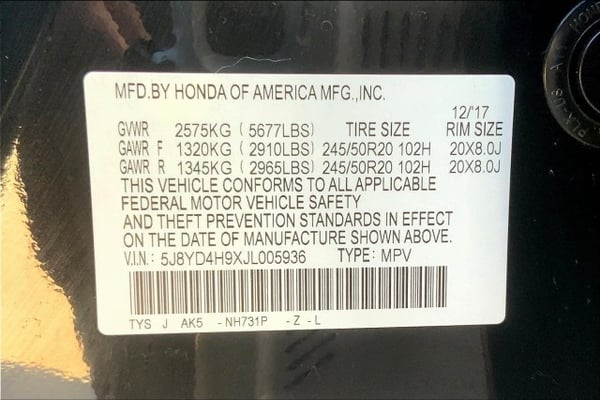 MFD.BY HONDA OF AMERICA MFG.,INC.
12/'17
GVWR 2575KG ( 5677LBS) TIRE SIZE RIM SIZE
GAWR F 1320KG ( 2910LBS) 245/50R20 102H 20X8.0J
GAWR R 1345KG ( 2965LBS) 245/50R20 102H 20X8.0J
THIS VEHICLE CONFORMS TO ALL APPLICABLE
FEDERAL MOTOR VEHICLE SAFETY
AND THEFT PREVENTION STANDARDS IN EFFECT
ON THE DATE OF MANUFACTURE SHOWN ABOVE.
V.I.N.: 5J8YD4H9XJL005936 TYPE: MPV
TYS J AK5 - NH731P - Z - L